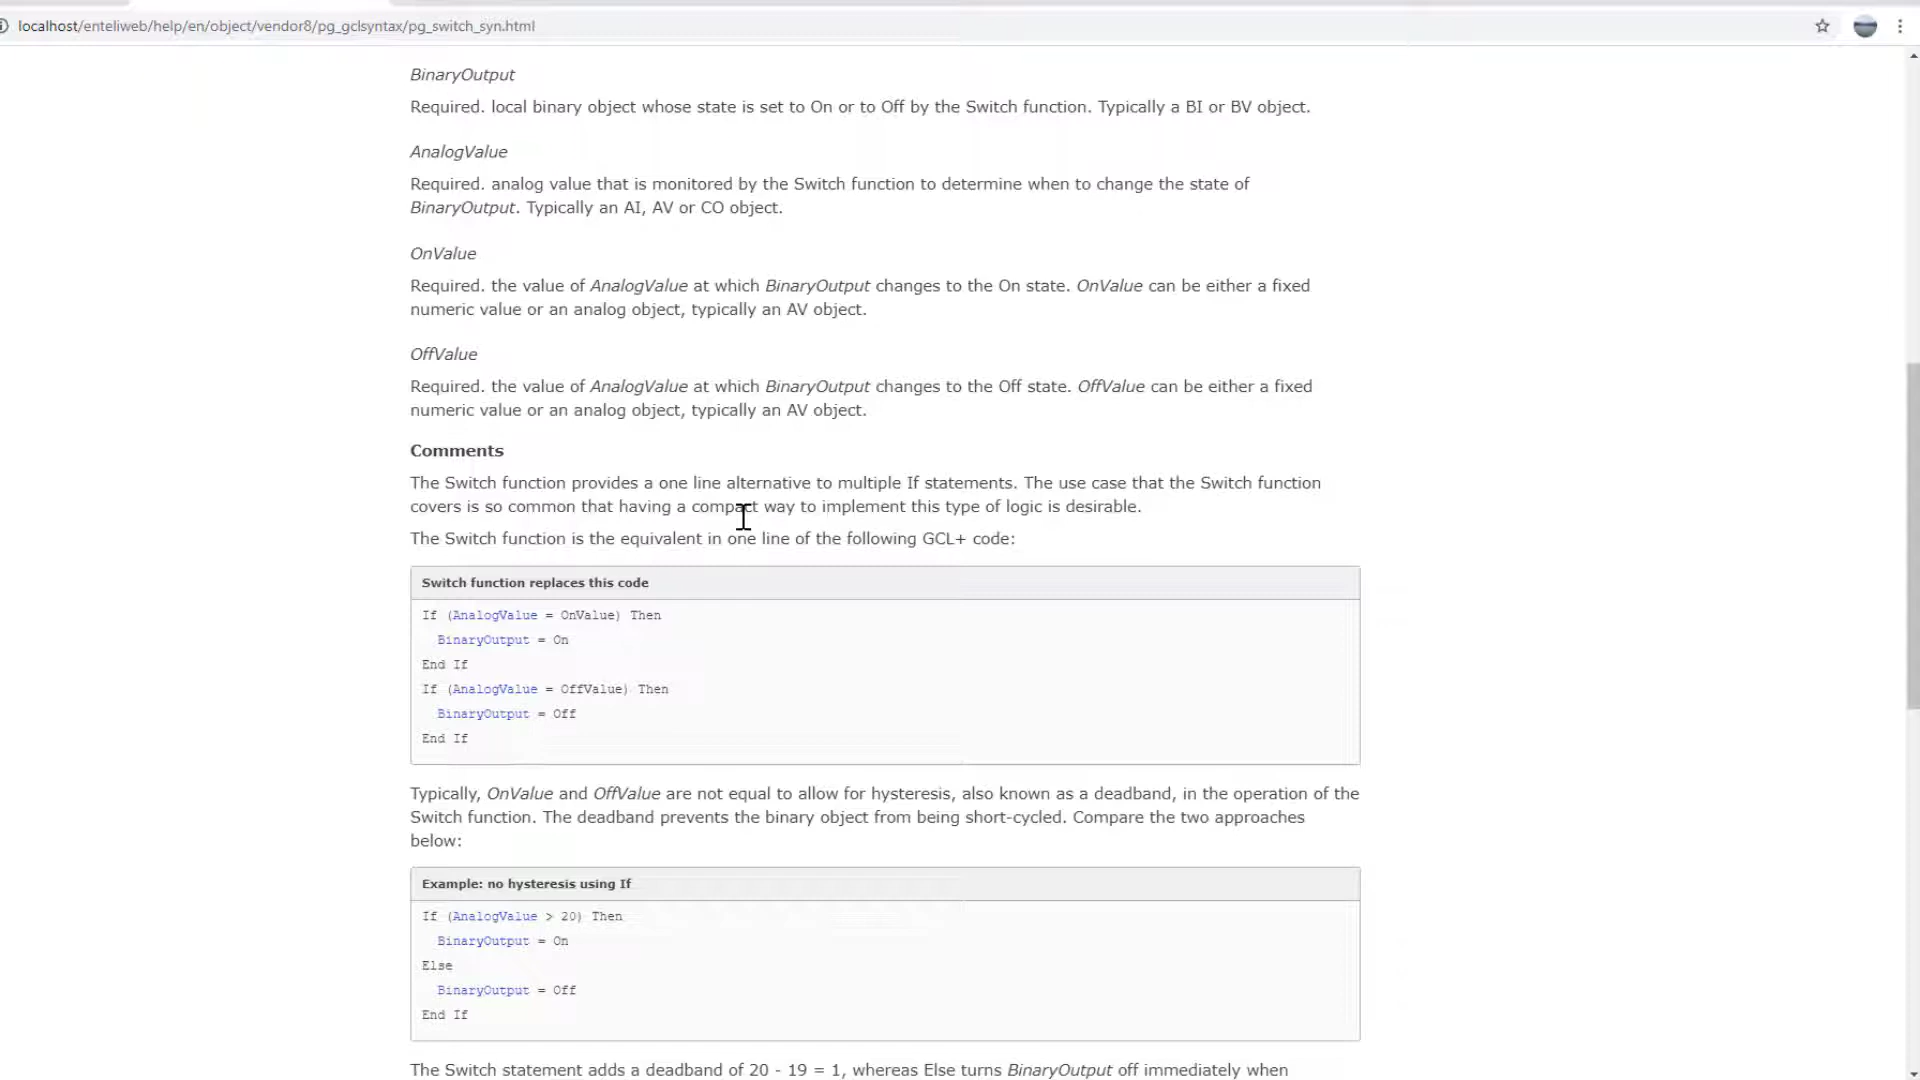 localhost/enteliweb/help/en/object/vendor8/pg_gclsyntax/pg_switch_syn.html
BinaryOutput
Required. local binary object whose state is set to On or to Off by the Switch function. Typically a BI or BV object.
AnalogValue
Required. analog value that is monitored by the Switch function to determine when to change the state of
BinaryOutput. Typically an AI, AV or CO object.
OnValue
Required. the value of AnalogValue at which BinaryOutput changes to the On state. OnValue can be either a fixed
numeric value or an analog object, typically an AV object.
OffValue
Required. the value of AnalogValue at which BinaryOutput changes to the Off state. OffValue can be either a fixed
numeric value or an analog object, typically an AV object.
Comments
The Switch function provides a one line alternative to multiple If statements. The use case that the Switch function
covers is so common that having a compact way to implement this type of logic is desirable.
The Switch function is the equivalent in one line of the following GCL+ code:
Switch function replaces this code
If (AnalogValue = OnValue) Then
BinaryOutput = On
End If
If (AnalogValue = OffValue) Then
BinaryOutput = Off
End If
Typically, OnValue and OffValue are not equal to allow for hysteresis, also known as a deadband, in the operation of the
Switch function. The deadband prevents the binary object from being short-cycled. Compare the two approaches
below:
Example: no hysteresis using If
If (AnalogValue > 20) Then
BinaryOutput = On
Else
BinaryOutput = Off
End If
The Switch statement adds a deadband of 20 - 19 = 1, whereas Else turns BinaryOutput off immediately when